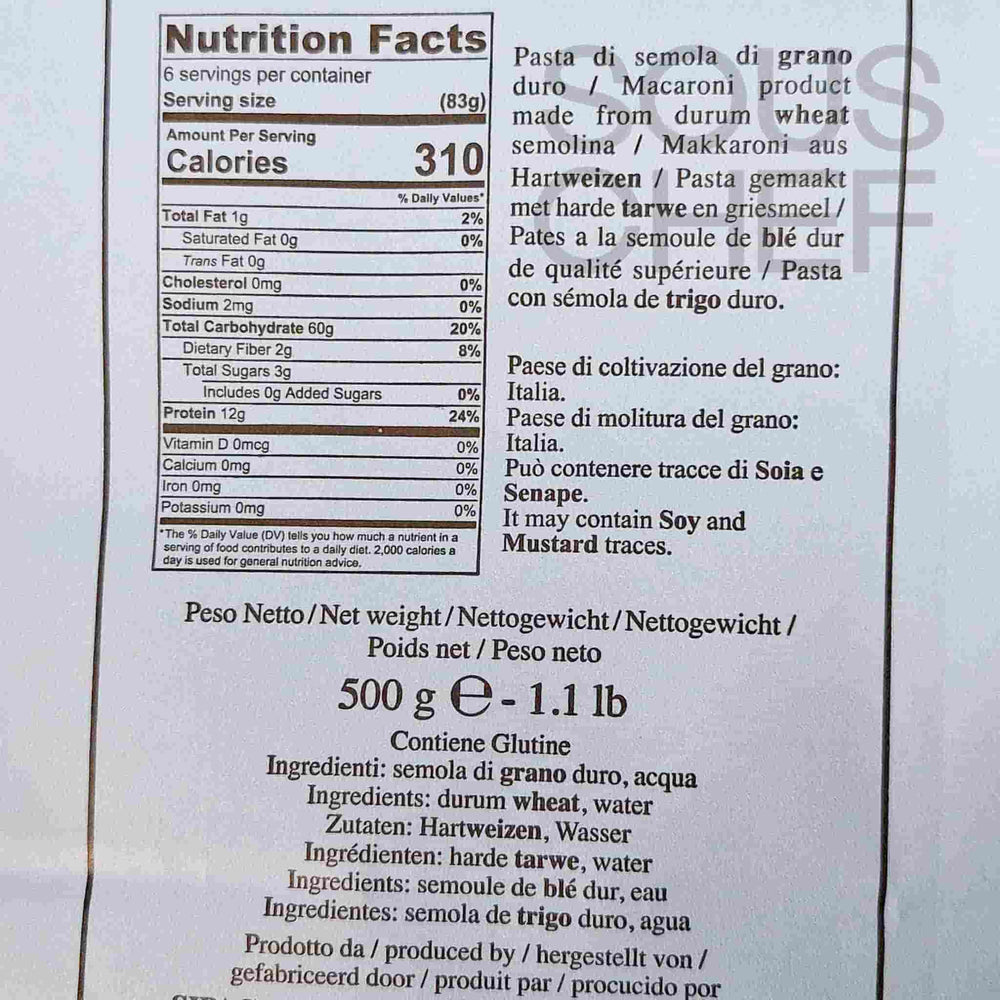 Nutrition Facts
6 servings per container
Serving size (83g)
Amount Per Serving
Calories 310
% Daily Values*
Total Fat 1g 2%
Saturated Fat 0g 0%
Trans Fat 0g
Cholesterol 0mg 0%
Sodium 2mg 0%
Total Carbohydrate 60g 20%
Dietary Fiber 2g 8%
Total Sugars 3g
Includes 0g Added Sugars 0%
Protein 12g 24%
Vitamin D 0mcg 0%
Calcium 0mg 0%
Iron 0mg 0%
Potassium 0mg 0%
*The % Daily Value (DV) tells you how much a nutrient in a
serving of food contributes to a daily diet. 2,000 calories a
day is used for general nutrition advice.
SOUS
CHEF
Pasta di semola di grano
duro / Macaroni product
made from durum wheat
semolina / Makkaroni aus
Hartweizen / Pasta gemaakt
met harde tarwe en griesmeel /
Pates a la semoule de blé dur
de qualité supérieure / Pasta
con sémola de trigo duro.
Paese di coltivazione del grano:
Italia.
Paese di molitura del grano:
Italia.
Può contenere tracce di Soia e
Senape.
It may contain Soy and
Mustard traces.
Peso Netto / Net weight / Nettogewicht / Nettogewicht /
Poids net / Peso neto
500 g ℮ - 1.1 lb
Contiene Glutine
Ingredienti: semola di grano duro, acqua
Ingredients: durum wheat, water
Zutaten: Hartweizen, Wasser
Ingrédienten: harde tarwe, water
Ingredients: semoule de blé dur, eau
Ingredientes: semola de trigo duro, agua
Prodotto da / produced by / hergestellt von /
gefabriceerd door / produit par / procucido por